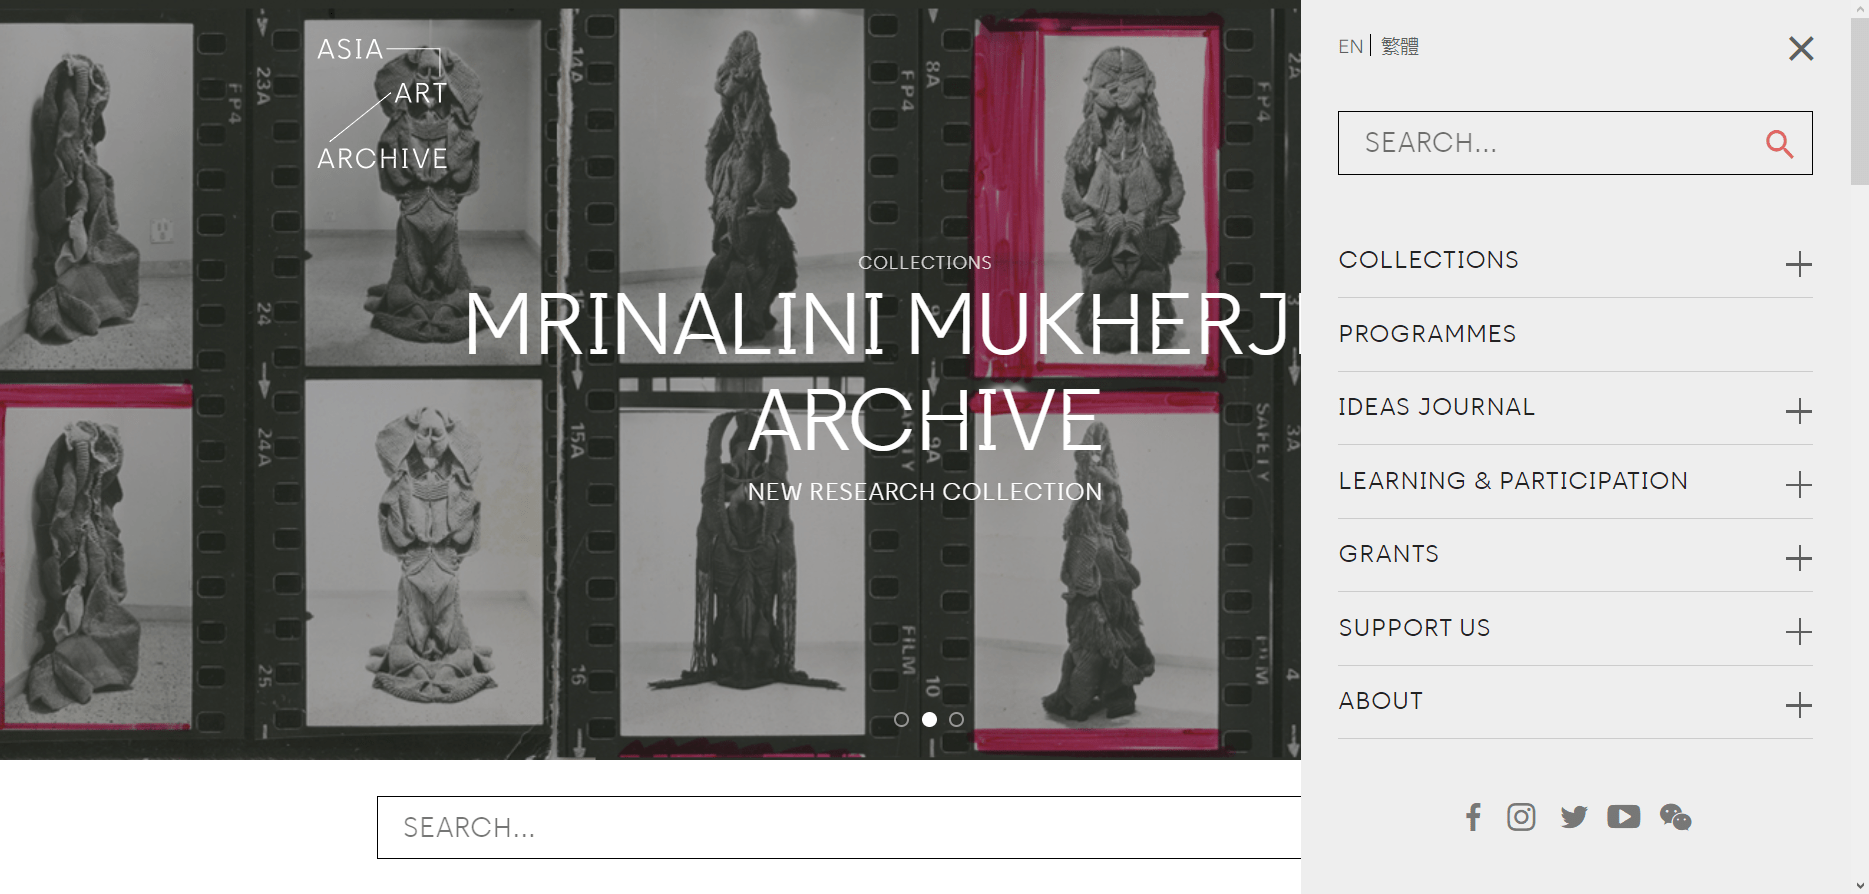 ASIA
ART
ARCHIVE
COLLECTIONS
MRINALINI MUKHERJ
ARCHIVE
NEW RESEARCH COLLECTION
SEARCH...
EN | 繁體
SEARCH...
COLLECTIONS
PROGRAMMES
IDEAS JOURNAL
LEARNING & PARTICIPATION
GRANTS
SUPPORT US
ABOUT
FP4
23A
24
24A
25
14A
15A
16
FP4
8A
9A
FILM
10
FP4
2A
SAFETY
3A
4